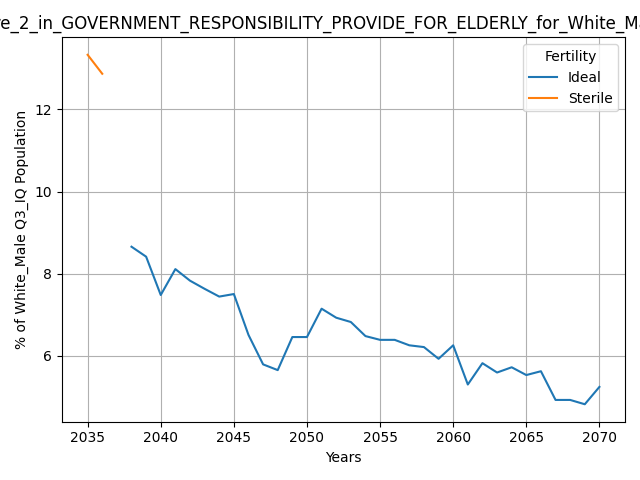 re_2_in_GOVERNMENT_RESPONSIBILITY_PROVIDE_FOR_ELDERLY_for_White_Ma
Fertility
Ideal
Sterile
% of White_Male Q3_IQ Population
12
10
8
6
2035 2040 2045 2050 2055 2060 2065 2070
Years